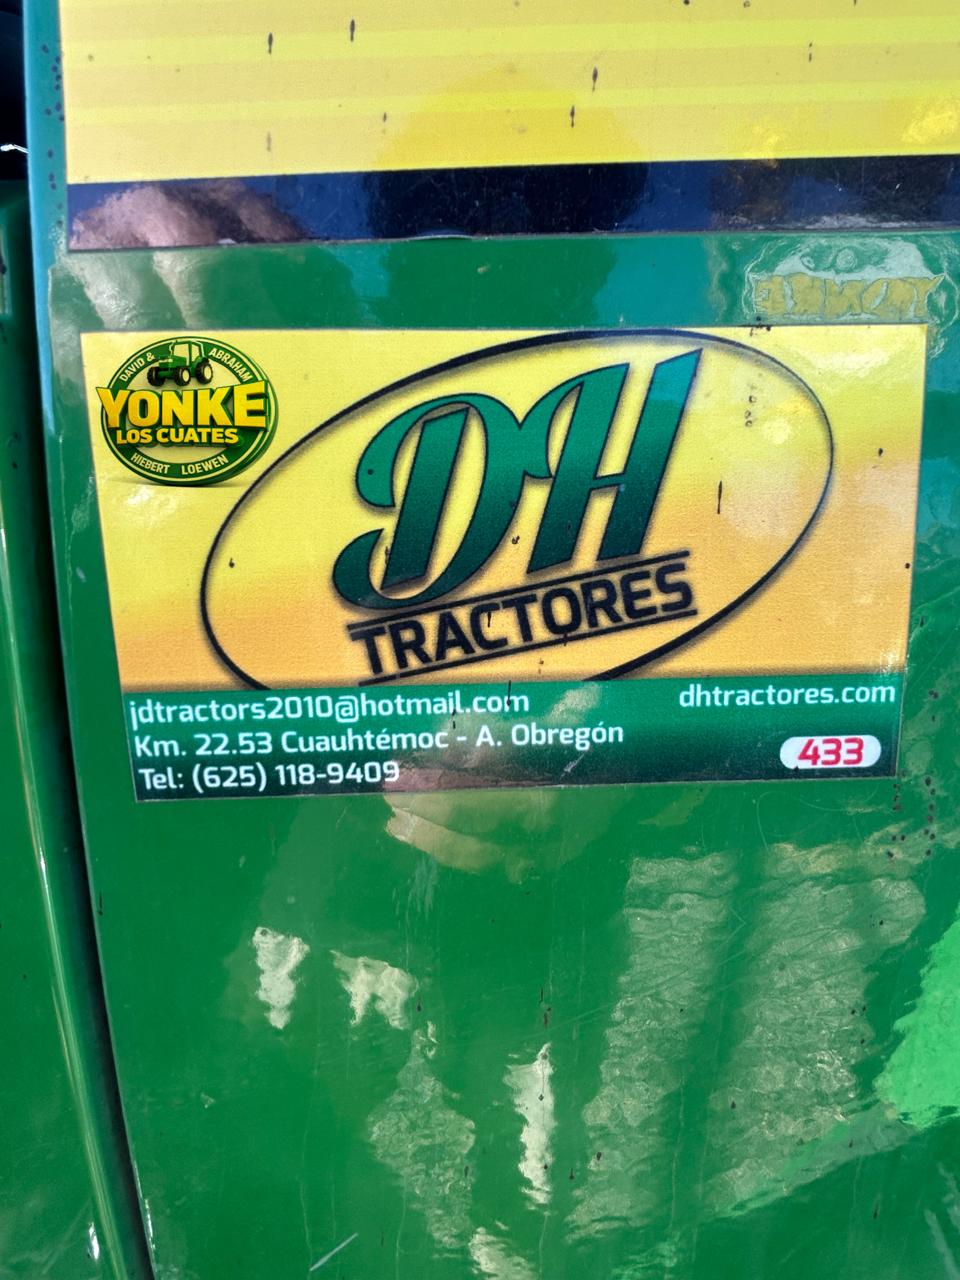 DAVID & ABRAHAM
YONKE
LOS CUATES
HIEBERT LOEWEN
DH
TRACTORES
jdtractors2010@hotmail.com
dhtractores.com
Km. 22.53 Cuauhtémoc - A. Obregón
433
Tel: (625) 118-9409